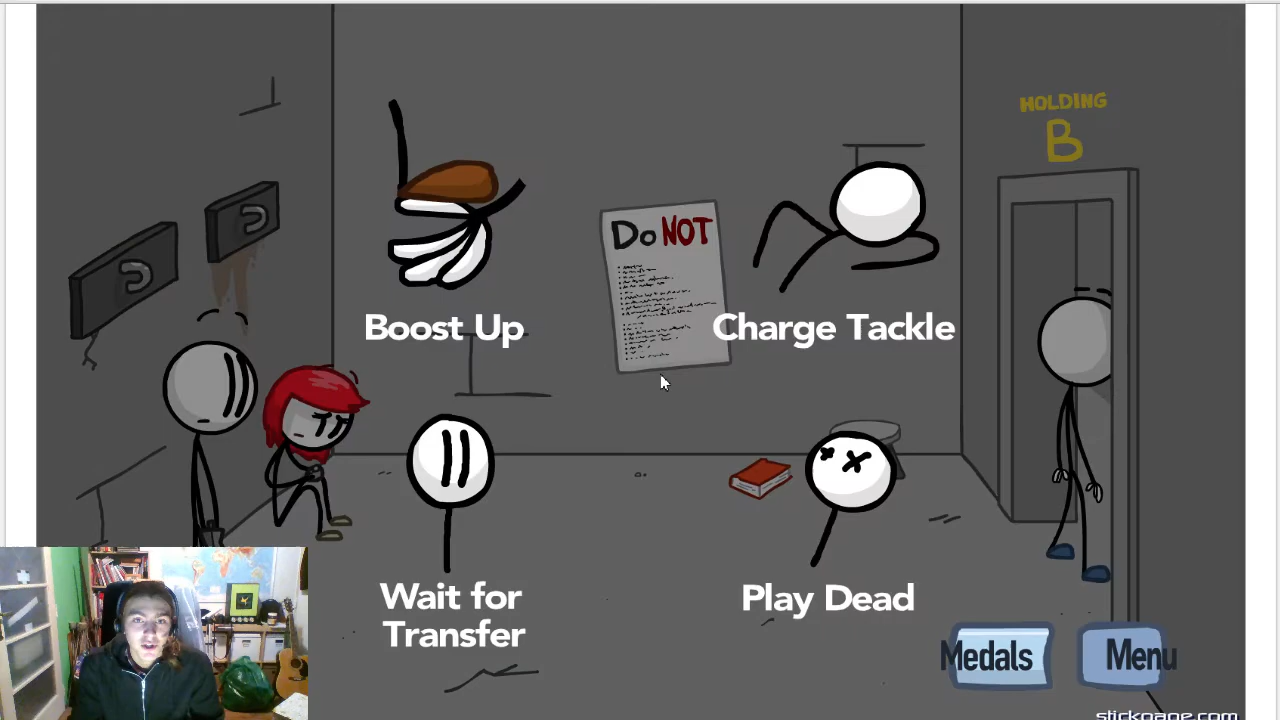 HOLDING
B
Do NOT
Boost Up
Charge Tackle
Wait for
Transfer
Play Dead
Medals
Menu
stickpage.com